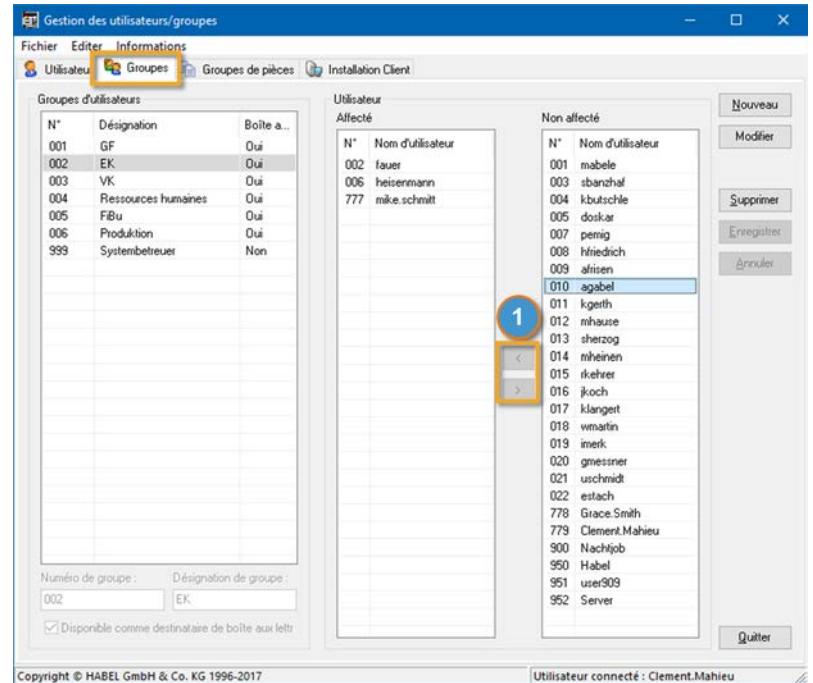 Gestion des utilisateurs/groupes
Fichier Editer Informations
Utilisateu Groupes Groupes de pièces Installation Client
Groupes d'utilisateurs
N° Désignation Boîte a...
001 GF Oui
002 EK Oui
003 VK Oui
004 Ressources humaines Oui
005 FiBu Oui
006 Produktion Oui
999 Systembetreuer Non
Numéro de groupe : Désignation de groupe :
002 EK
Disponible comme destinataire de boîte aux lettr
Utilisateur
Affecté
N° Nom d'utilisateur
002 fauer
006 heisenmann
777 mike.schmitt
1
<
>
Non affecté
N° Nom d'utilisateur
001 mabele
003 sbanzhaf
004 kbutschle
005 doskar
007 pernig
008 hfriedrich
009 afrisen
010 agabel
011 kgerth
012 mhause
013 sherzog
014 mheinen
015 rkehrer
016 jkoch
017 klangert
018 wmartin
019 imerk
020 gmessner
021 uschmidt
022 estach
778 Grace.Smith
779 Clement.Mahieu
900 Nachtjob
950 Habel
951 user909
952 Server
Nouveau
Modifier
Supprimer
Enregistrer
Annuler
Quitter
Copyright © HABEL GmbH & Co. KG 1996-2017 Utilisateur connecté : Clement.Mahieu